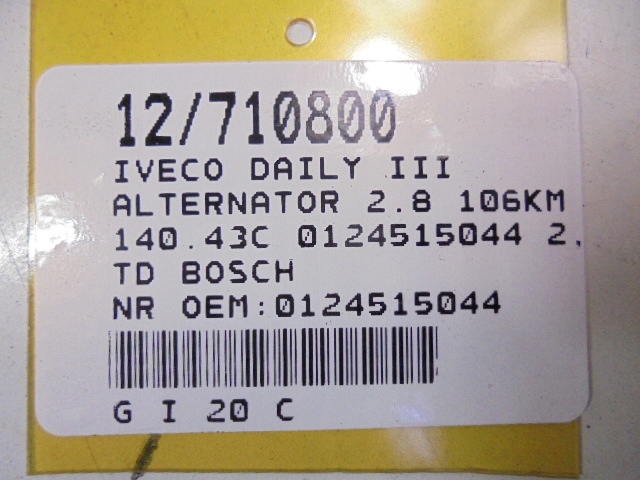 12/710800
IVECO DAILY III
ALTERNATOR 2.8 106KM
140.43C 0124515044 2.
TD BOSCH
NR OEM:0124515044
G I 20 C